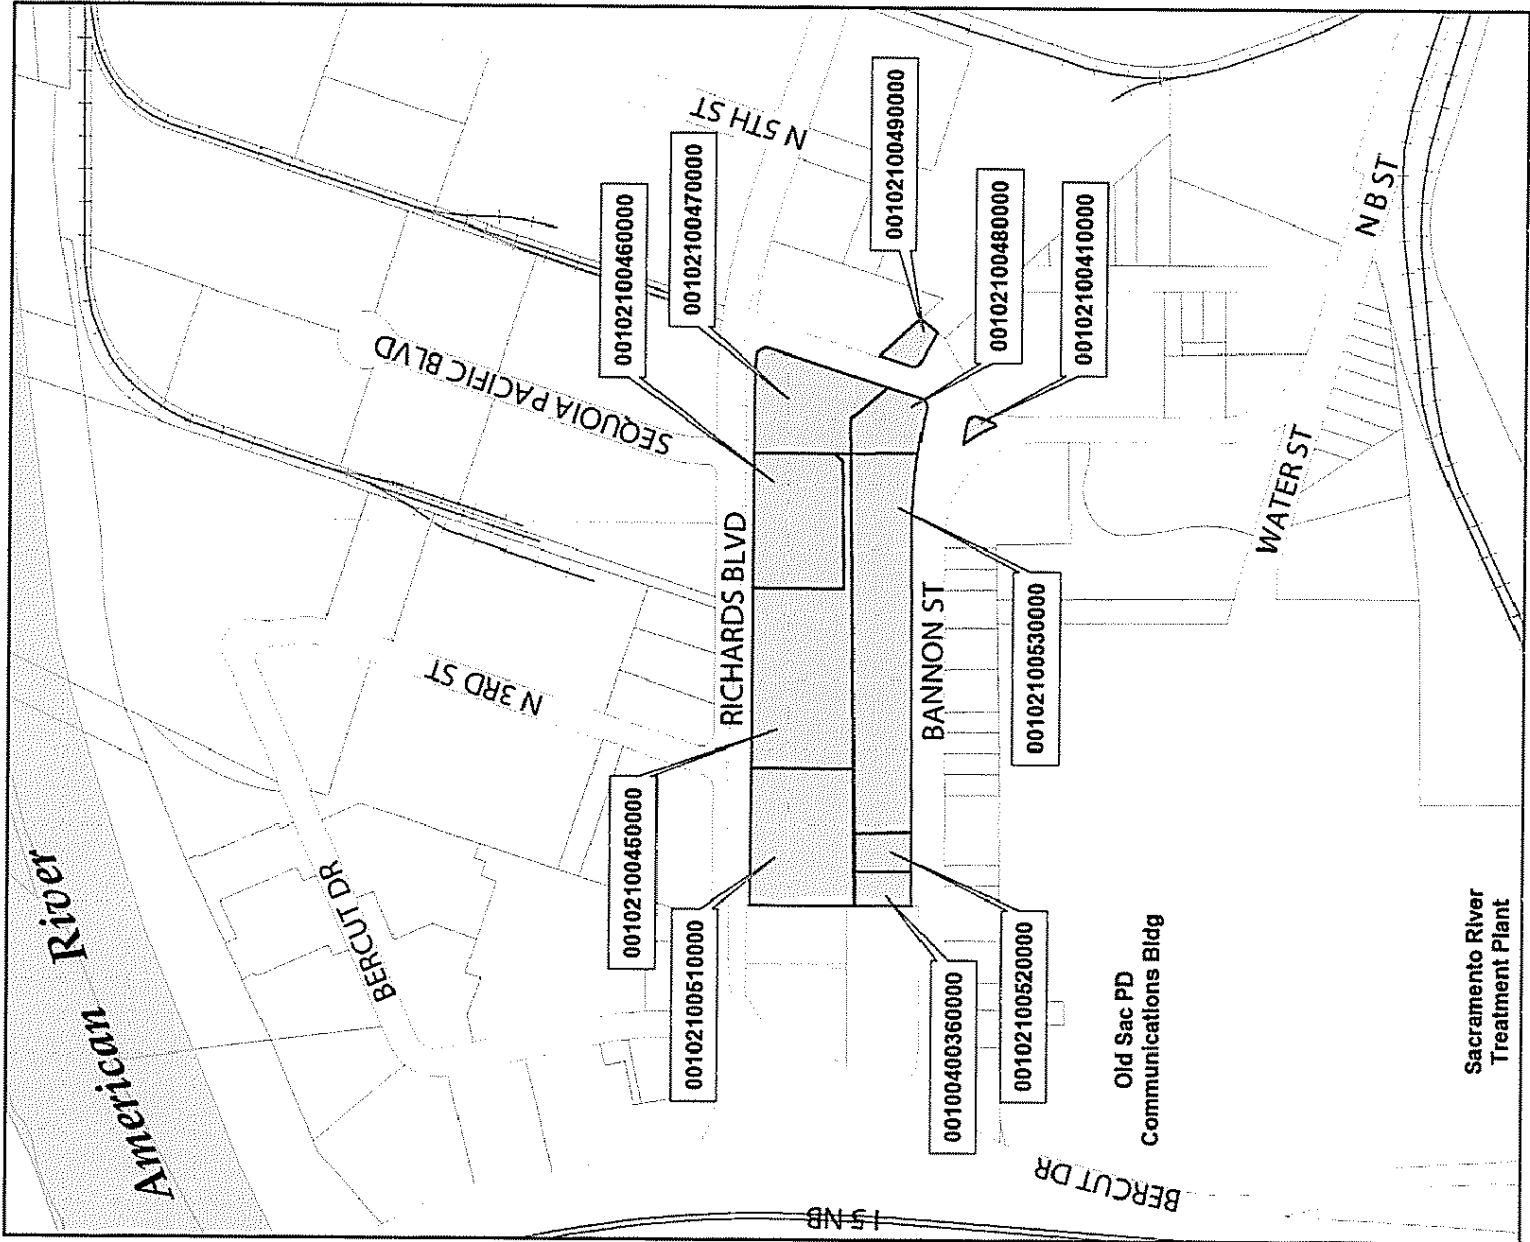 American River
BERCUT DR
N 3RD ST
SEQUOIA PACIFIC BLVD
N 5TH ST
RICHARDS BLVD
BANNON ST
WATER ST
N B ST
BERCUT DR
I 5 NB
00102100510000
00102100450000
00102100460000
00102100470000
00102100490000
00102100480000
00102100410000
00102100530000
00102100520000
00100400360000
Old Sac PD
Communications Bldg
Sacramento River
Treatment Plant